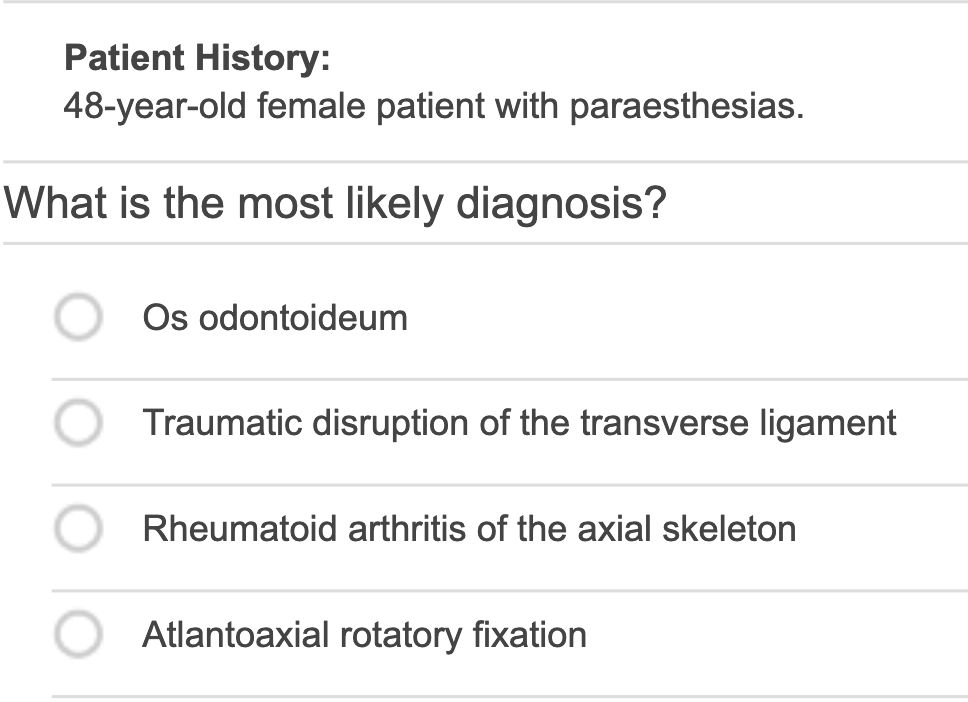 Patient History:
48-year-old female patient with paraesthesias.
What is the most likely diagnosis?
Os odontoideum
Traumatic disruption of the transverse ligament
Rheumatoid arthritis of the axial skeleton
Atlantoaxial rotatory fixation